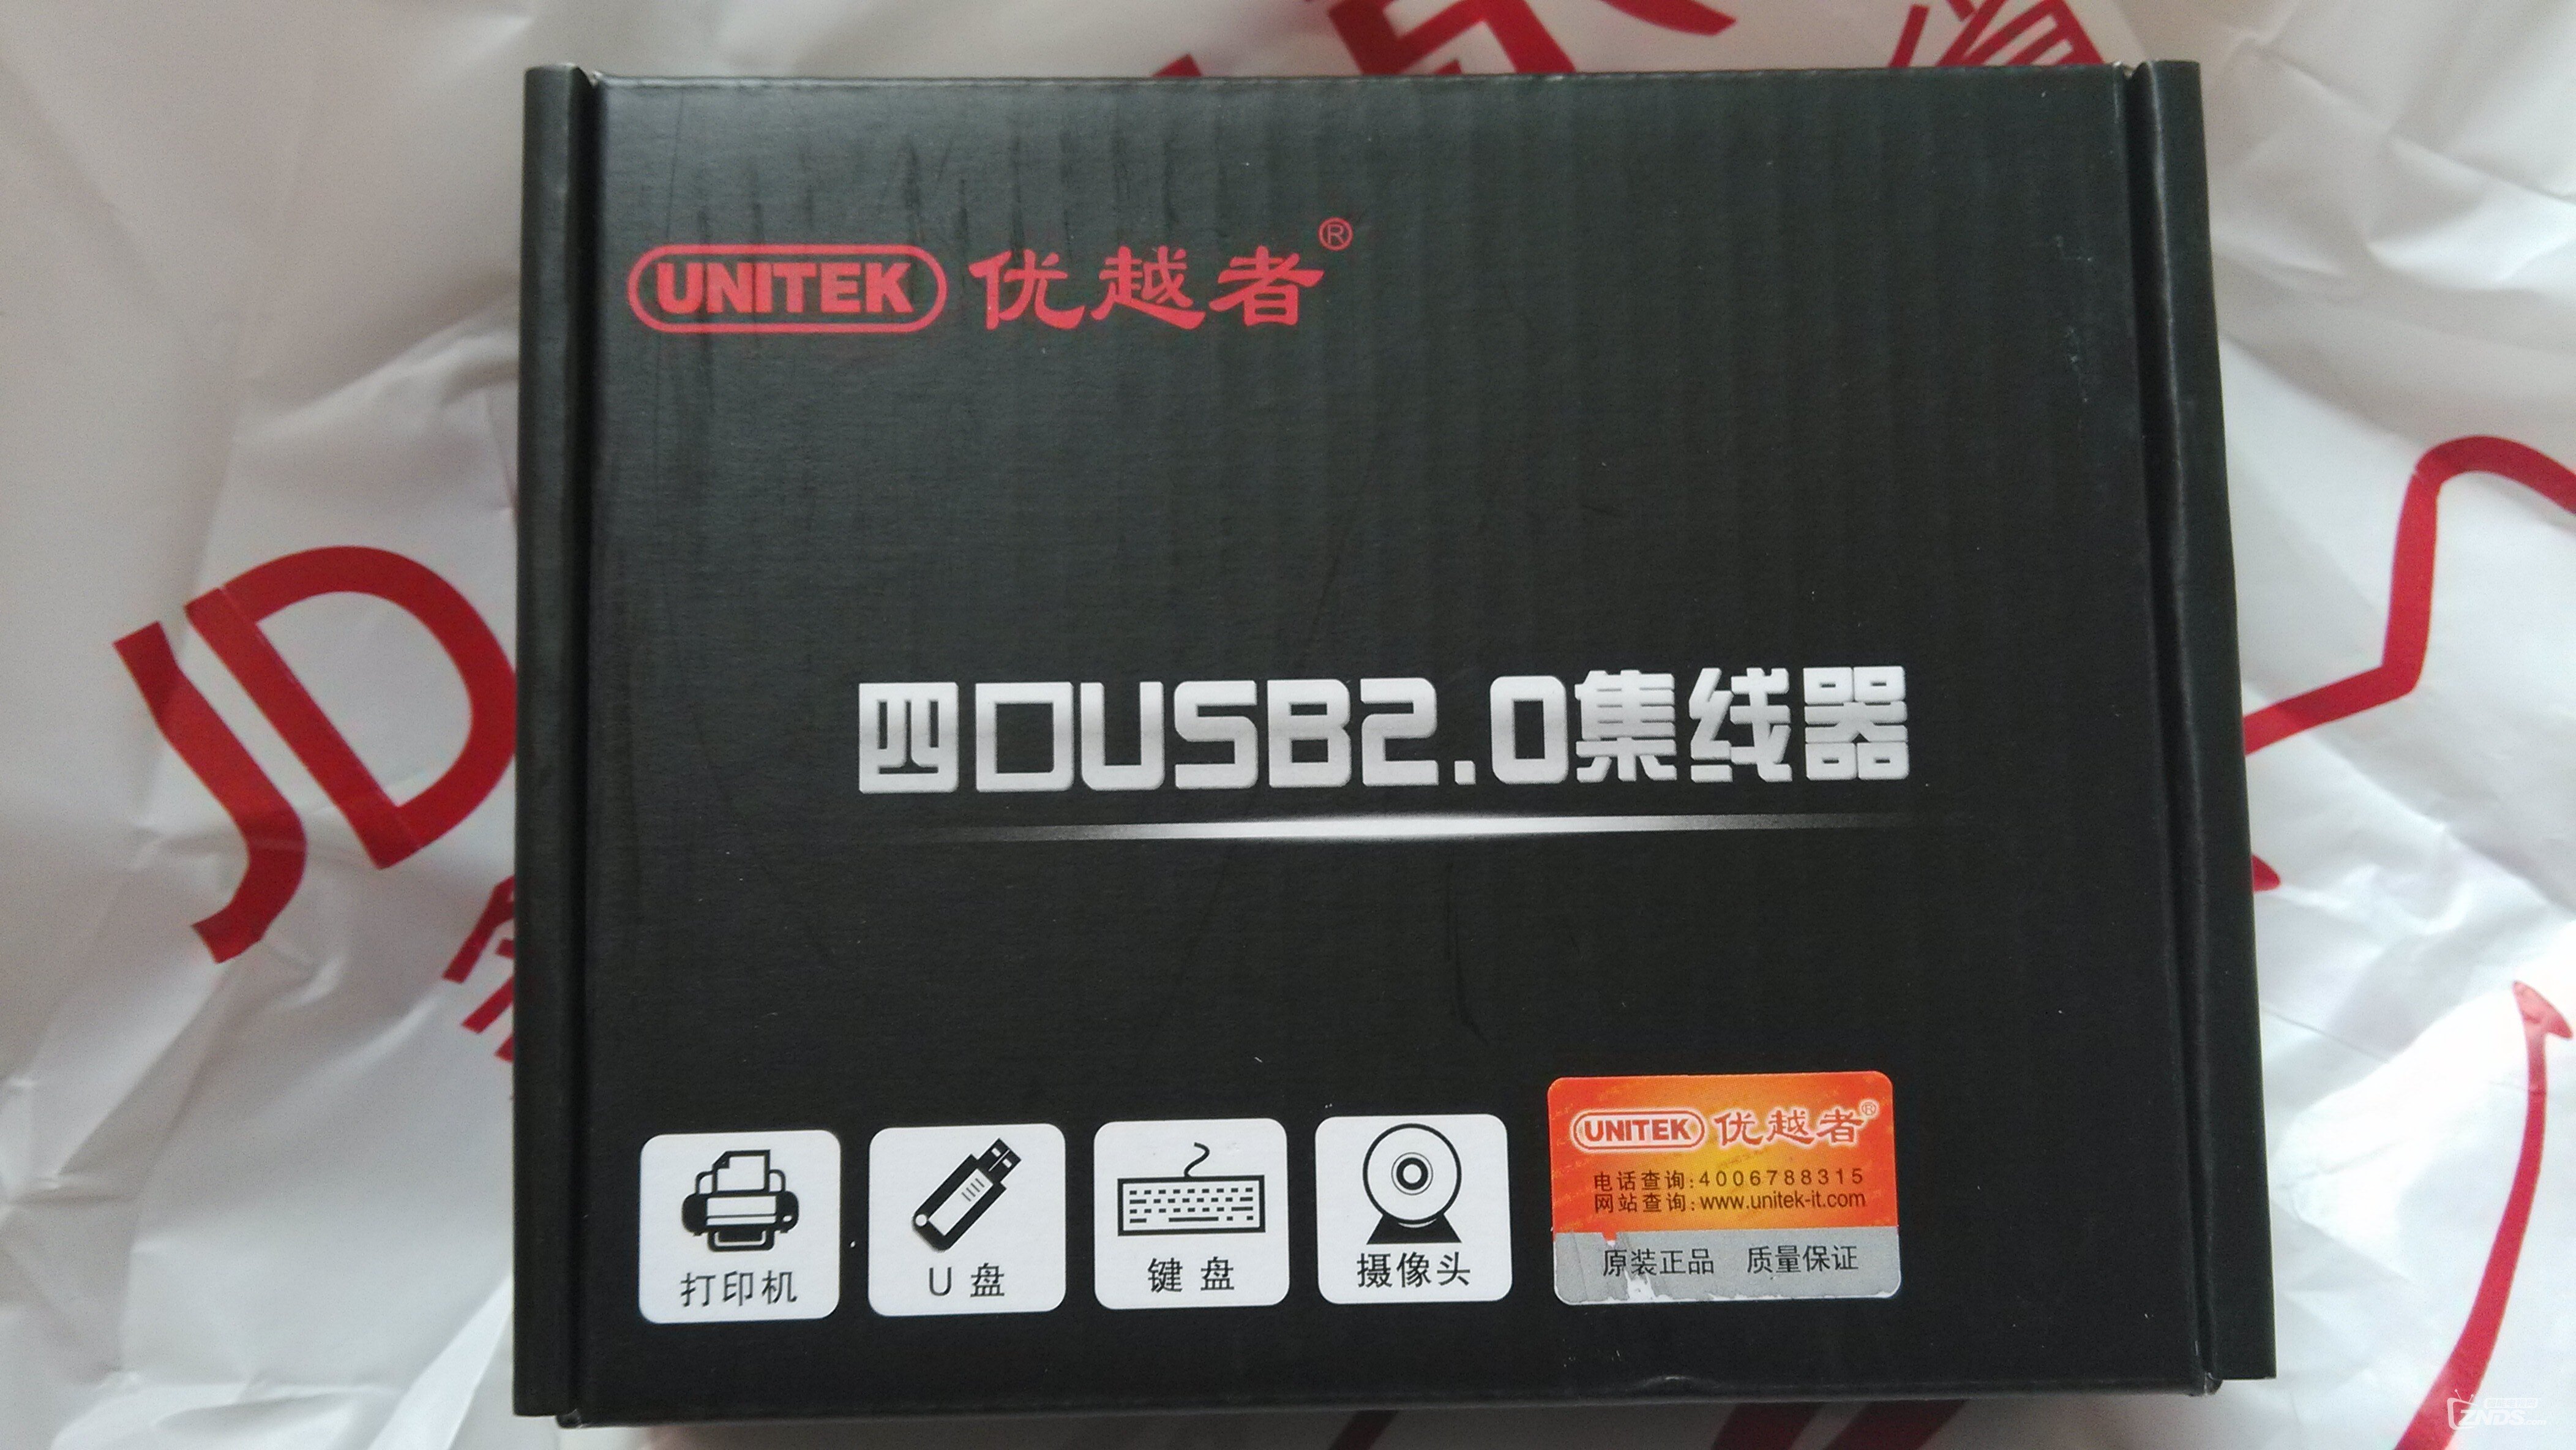 UNITEK 优越者®
四口USB2.0集线器
打印机
U 盘
键 盘
摄像头
UNITEK 优越者®
电话查询:4006788315
网站查询:www.unitek-it.com
原装正品 质量保证
JD
ZNDS